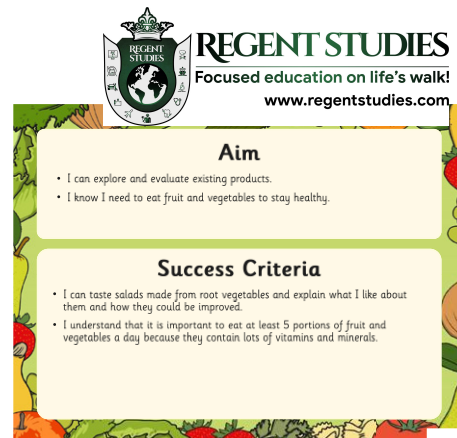 REGENT
STUDIES
REGENT STUDIES
Focused education on life's walk!
www.regentstudies.com
Aim
• I can explore and evaluate existing products.
• I know I need to eat fruit and vegetables to stay healthy.
Success Criteria
• I can taste salads made from root vegetables and explain what I like about
them and how they could be improved.
• I understand that it is important to eat at least 5 portions of fruit and
vegetables a day because they contain lots of vitamins and minerals.